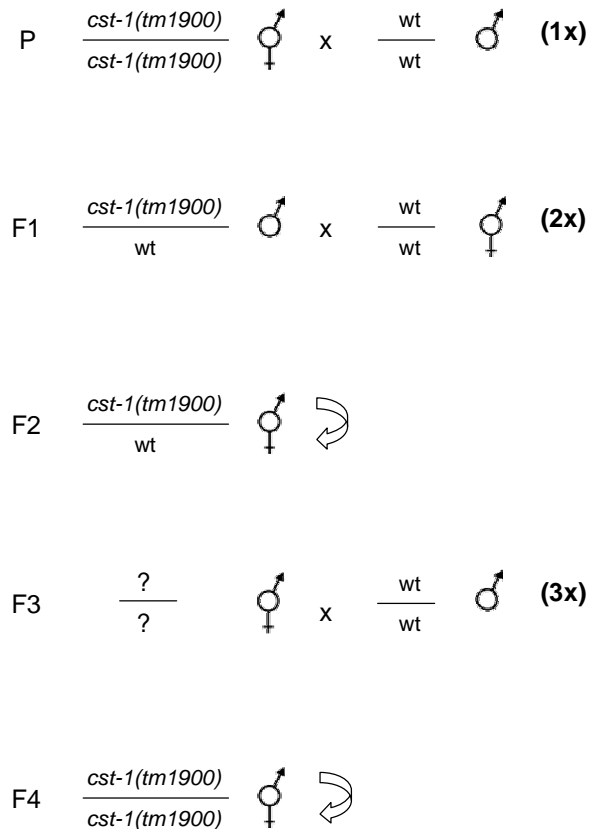 P cst-1(tm1900) x wt (1x)
cst-1(tm1900) wt
F1 cst-1(tm1900) x wt (2x)
wt wt
F2 cst-1(tm1900)
wt
F3 ? x wt (3x)
? wt
F4 cst-1(tm1900)
cst-1(tm1900)